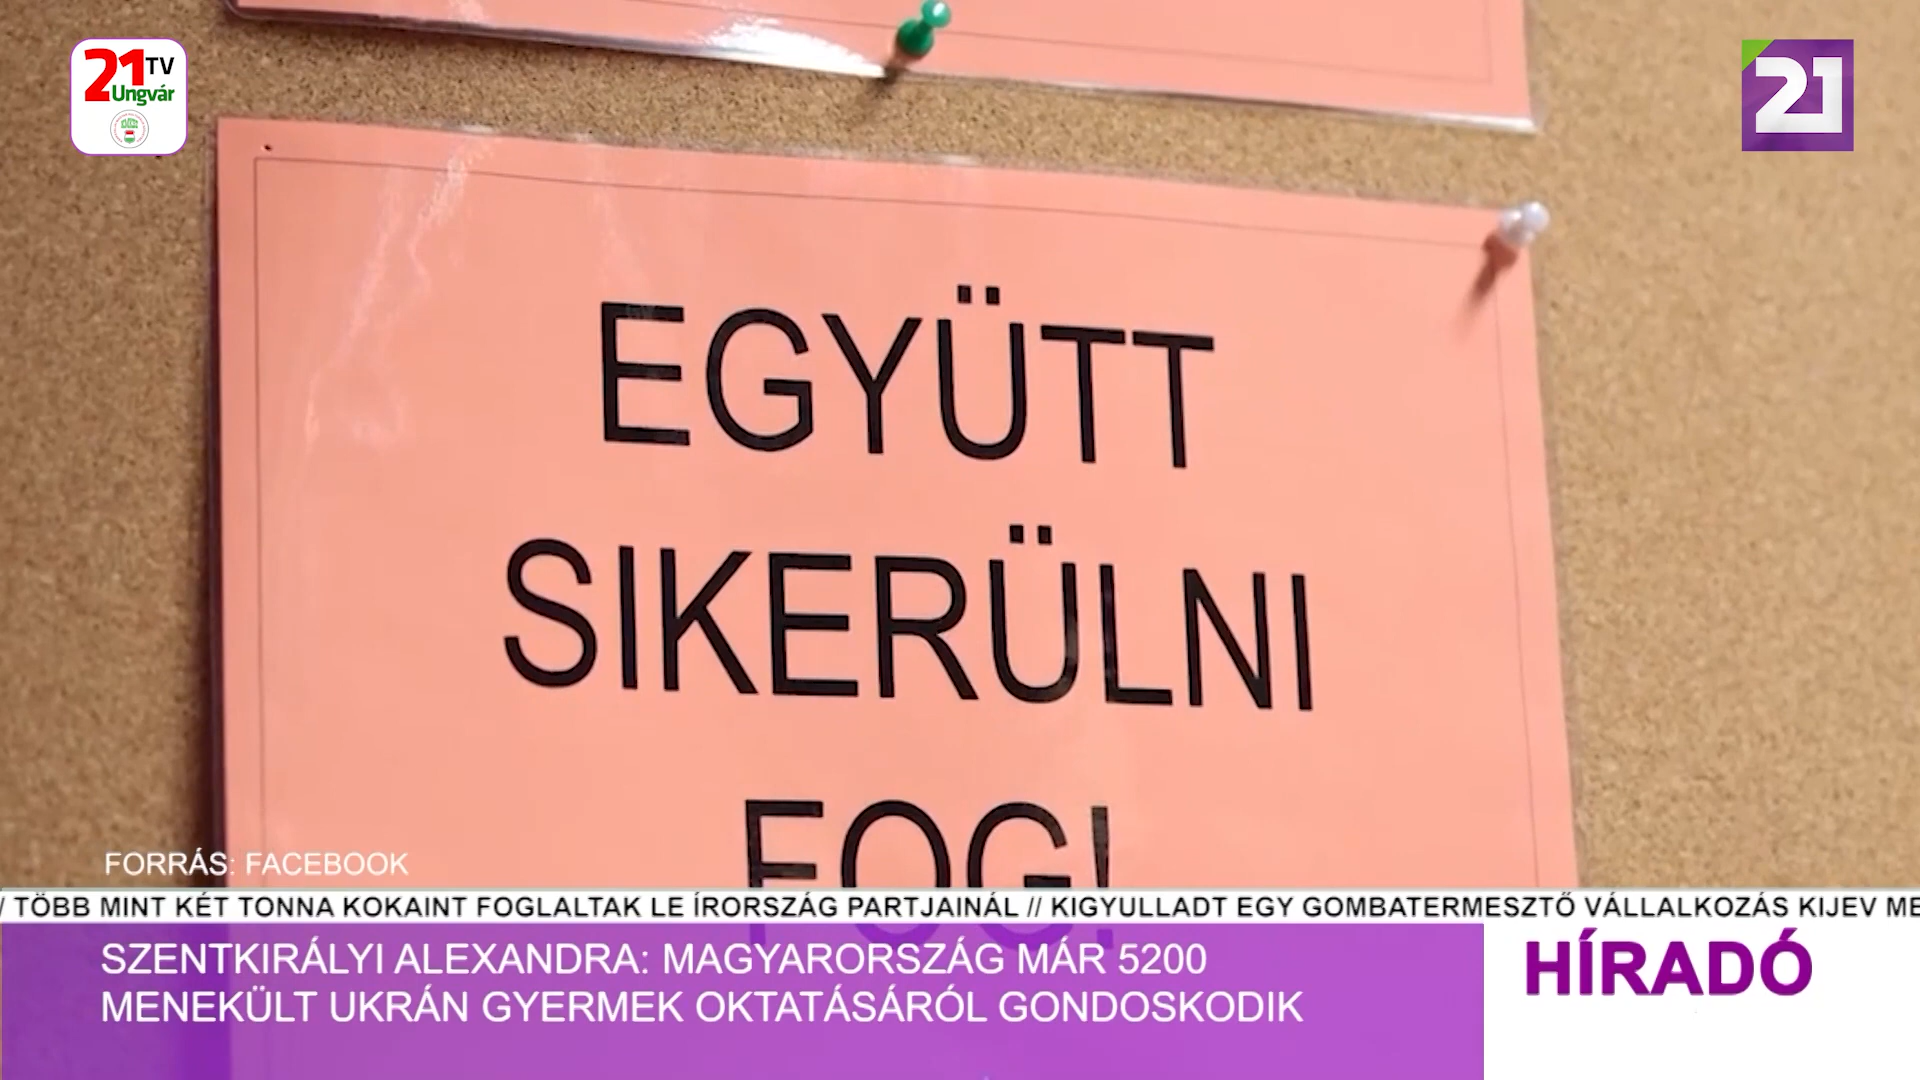 21 TV
Ungvár
21
EGYÜTT
SIKERÜLNI
FOG!
FORRÁS: FACEBOOK
/ TÖBB MINT KÉT TONNA KOKAINT FOGLALTAK LE ÍRORSZÁG PARTJAINÁL // KIGYULLADT EGY GOMBATERMESZTŐ VÁLLALKOZÁS KIJEV ME
SZENTKIRÁLYI ALEXANDRA: MAGYARORSZÁG MÁR 5200
MENEKÜLT UKRÁN GYERMEK OKTATÁSÁRÓL GONDOSKODIK
HÍRADÓ